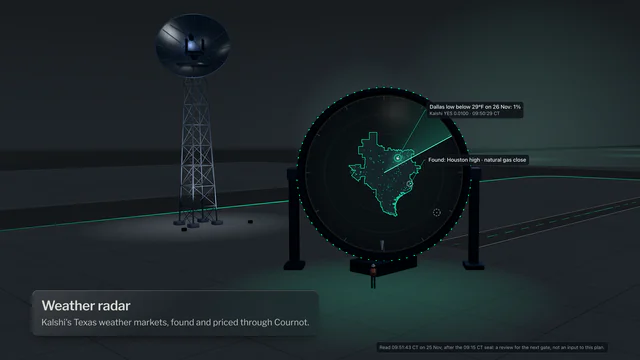 Dallas low below 29°F on 26 Nov: 1%
Kalshi YES 0.0100 · 09:50:29 CT
Found: Houston high · natural gas close
Weather radar
Kalshi's Texas weather markets, found and priced through Cournot.
Read 09:51:43 CT on 25 Nov, after the 09:15 CT seal: a review for the next gate, not an input to this plan.